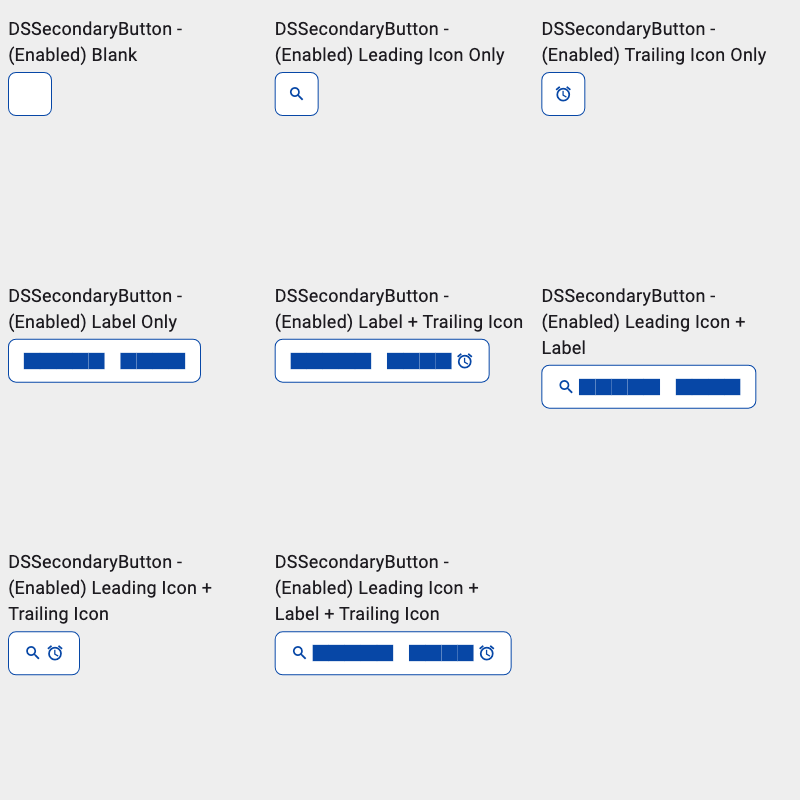 DSSecondaryButton -
(Enabled) Blank
DSSecondaryButton -
(Enabled) Leading Icon Only
DSSecondaryButton -
(Enabled) Trailing Icon Only
DSSecondaryButton -
(Enabled) Label Only
DSSecondaryButton -
(Enabled) Label + Trailing Icon
DSSecondaryButton -
(Enabled) Leading Icon +
Label
DSSecondaryButton -
(Enabled) Leading Icon +
Trailing Icon
DSSecondaryButton -
(Enabled) Leading Icon +
Label + Trailing Icon